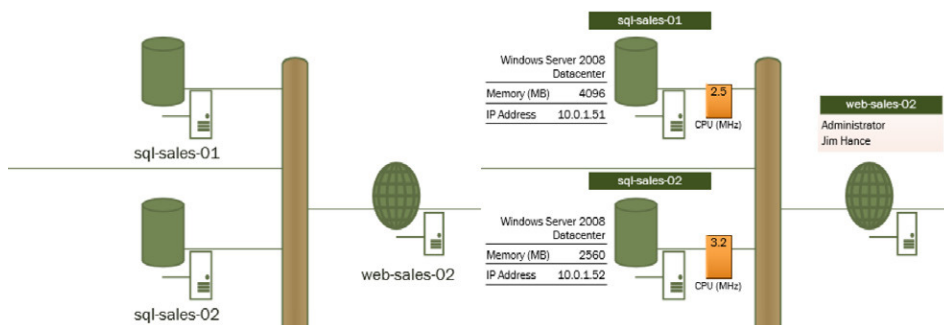 sql-sales-01
sql-sales-02
web-sales-02
sql-sales-01
Windows Server 2008
Datacenter
Memory (MB) 4096
IP Address 10.0.1.51
2.5
CPU (MHz)
sql-sales-02
Windows Server 2008
Datacenter
Memory (MB) 2560
IP Address 10.0.1.52
3.2
CPU (MHz)
web-sales-02
Administrator
Jim Hance